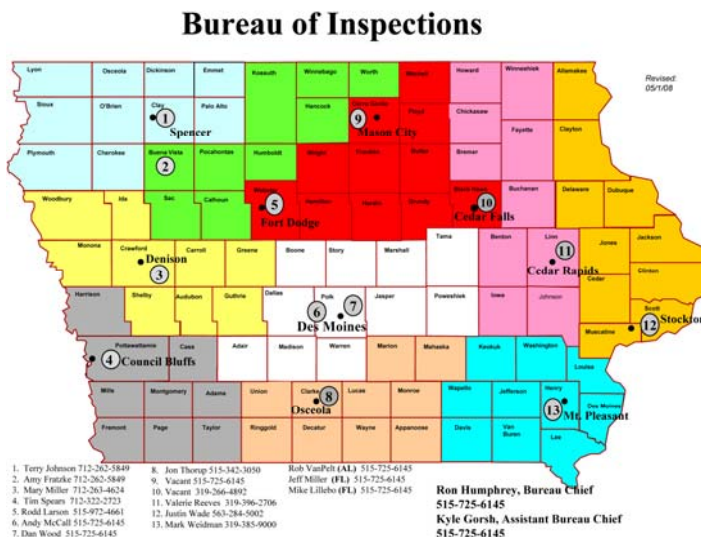 Bureau of Inspections
Revised:
05/1/08
Lyon Osceola Dickinson Emmet Kossuth Winnebago Worth Mitchell Howard Winneshiek Allamakee
Sioux O'Brien Clay Palo Alto Hancock Cerro Gordo Floyd Chickasaw
1 Spencer
9 Mason City
Fayette Clayton
Plymouth Cherokee Buena Vista Pocahontas Humboldt Wright Franklin Butler Bremer
2
Woodbury Ida Sac Calhoun Webster Hamilton Hardin Grundy Black Hawk Buchanan Delaware Dubuque
5 Fort Dodge
10 Cedar Falls
Monona Crawford Carroll Greene Boone Story Marshall Tama Benton Linn Jones Jackson
Denison
3
11
Cedar Rapids
Clinton
Cedar
Harrison Shelby Audubon Guthrie Dallas Polk Jasper Poweshiek Iowa Johnson Scott
6 7
Des Moines
12 Stockton
Muscatine
Pottawattamie Cass Adair Madison Warren Marion Mahaska Keokuk Washington Louisa
4 Council Bluffs
Mills Montgomery Adams Union Clarke Lucas Monroe Wapello Jefferson Henry Des Moines
8
Osceola
13 Mt. Pleasant
Fremont Page Taylor Ringgold Decatur Wayne Appanoose Davis Van Buren Lee
1. Terry Johnson 712-262-5849
2. Amy Fratzke 712-262-5849
3. Mary Miller 712-263-4624
4. Tim Spears 712-322-2723
5. Rodd Larson 515-972-4661
6. Andy McCall 515-725-6145
7. Dan Wood 515-725-6145
8. Jon Thorup 515-342-3050
9. Vacant 515-725-6145
10. Vacant 319-266-4892
11. Valerie Reeves 319-396-2706
12. Justin Wade 563-284-5002
13. Mark Weidman 319-385-9000
Rob VanPelt (AL) 515-725-6145
Jeff Miller (FL) 515-725-6145
Mike Lillebo (FL) 515-725-6145
Ron Humphrey, Bureau Chief
515-725-6145
Kyle Gorsh, Assistant Bureau Chief
515-725-6145